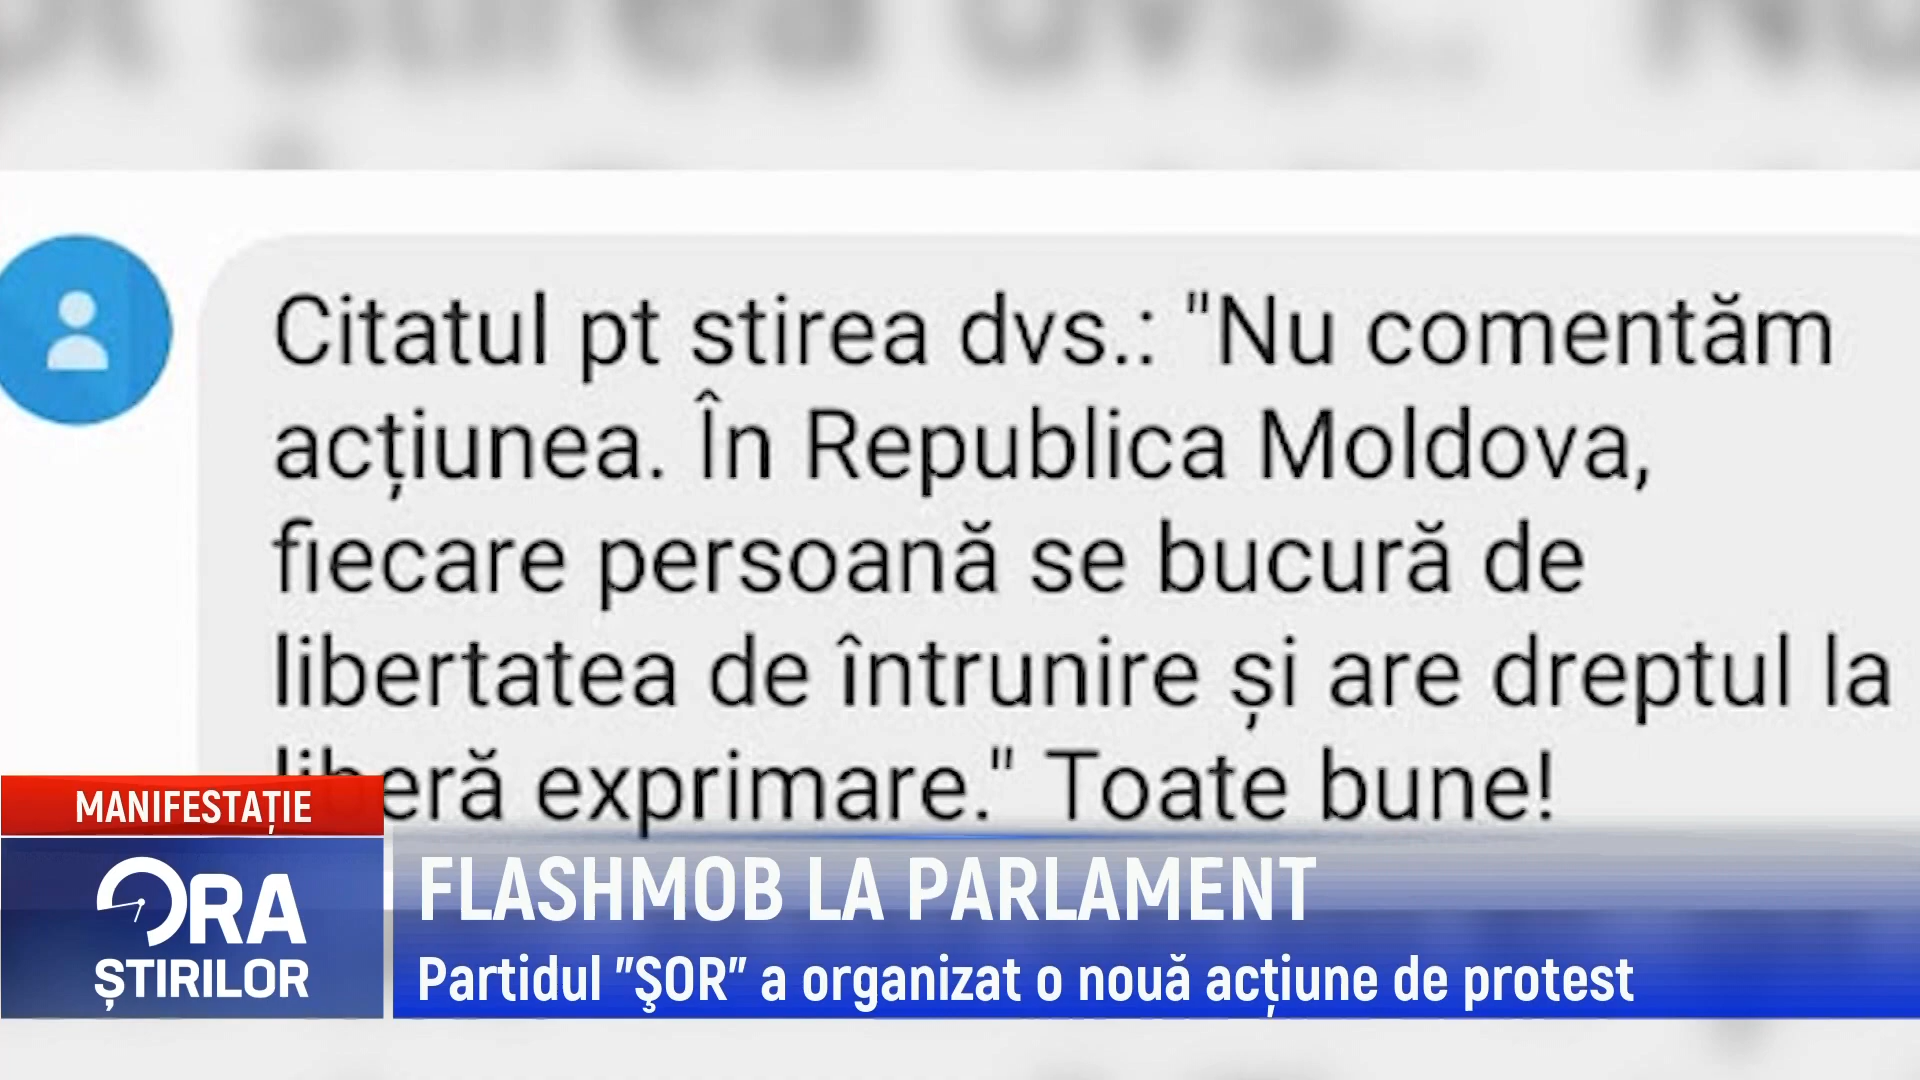 Citatul pt stirea dvs.: "Nu comentăm
acțiunea. În Republica Moldova,
fiecare persoană se bucură de
libertatea de întrunire și are dreptul la
liberă exprimare." Toate bune!
MANIFESTAȚIE
ORA
ȘTIRILOR
FLASHMOB LA PARLAMENT
Partidul ”ŞOR” a organizat o nouă acțiune de protest